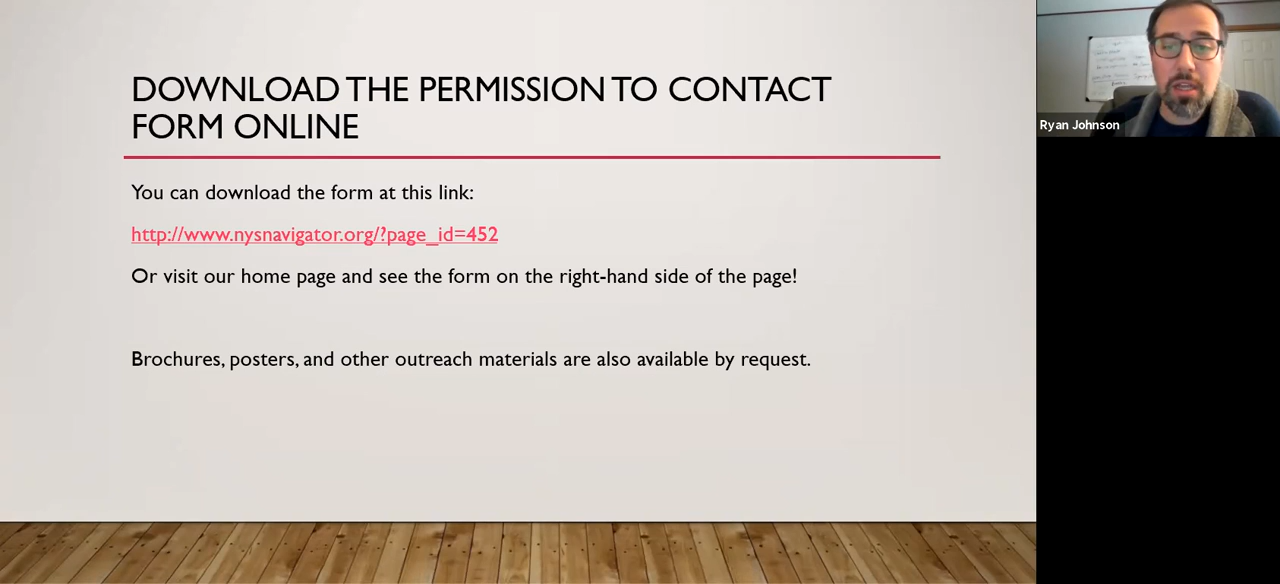 DOWNLOAD THE PERMISSION TO CONTACT
FORM ONLINE
You can download the form at this link:
http://www.nysnavigator.org/?page_id=452
Or visit our home page and see the form on the right-hand side of the page!
Brochures, posters, and other outreach materials are also available by request.
Ryan Johnson